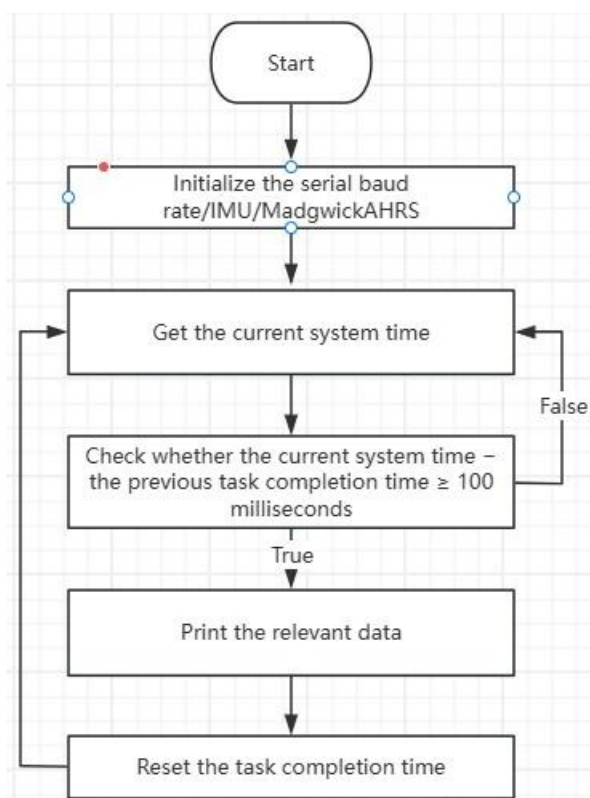 Start
Initialize the serial baud
rate/IMU/MadgwickAHRS
Get the current system time
False
Check whether the current system time −
the previous task completion time ≥ 100
milliseconds
True
Print the relevant data
Reset the task completion time